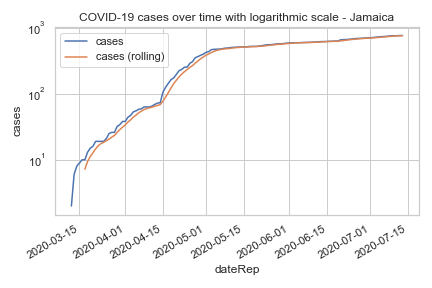 COVID-19 cases over time with logarithmic scale - Jamaica
10³
cases
cases (rolling)
10²
10¹
cases
2020-03-15
2020-04-01
2020-04-15
2020-05-01
2020-05-15
2020-06-01
2020-06-15
2020-07-01
2020-07-15
dateRep